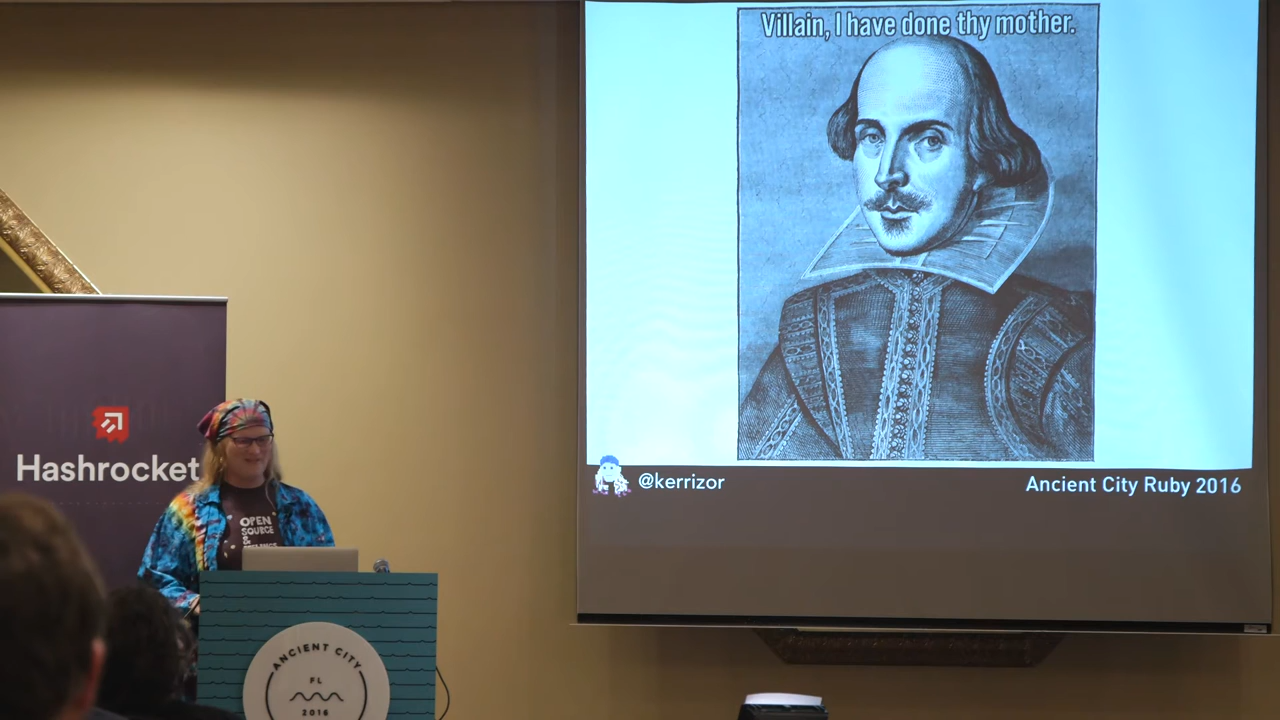 Villain, I have done thy mother.
@kerrizor
Ancient City Ruby 2016
Hashrocket
OPEN
SOURCE
&
ANCIENT CITY
FL
2016